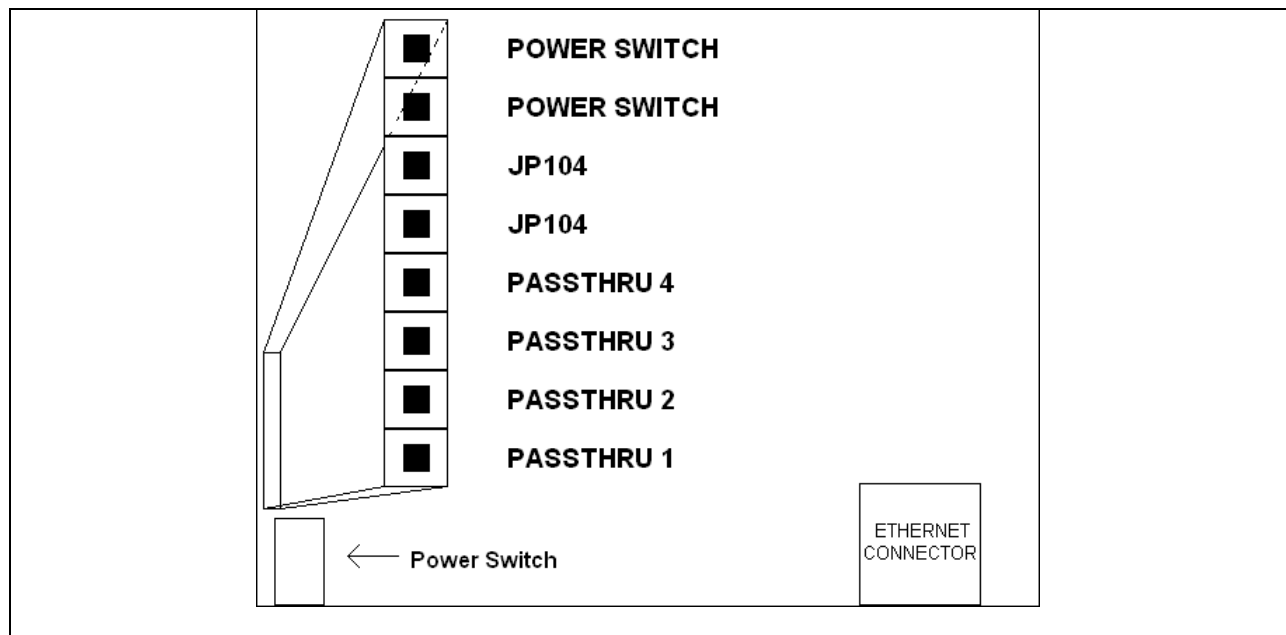 POWER SWITCH
POWER SWITCH
JP104
JP104
PASSTHRU 4
PASSTHRU 3
PASSTHRU 2
PASSTHRU 1
Power Switch
ETHERNET
CONNECTOR